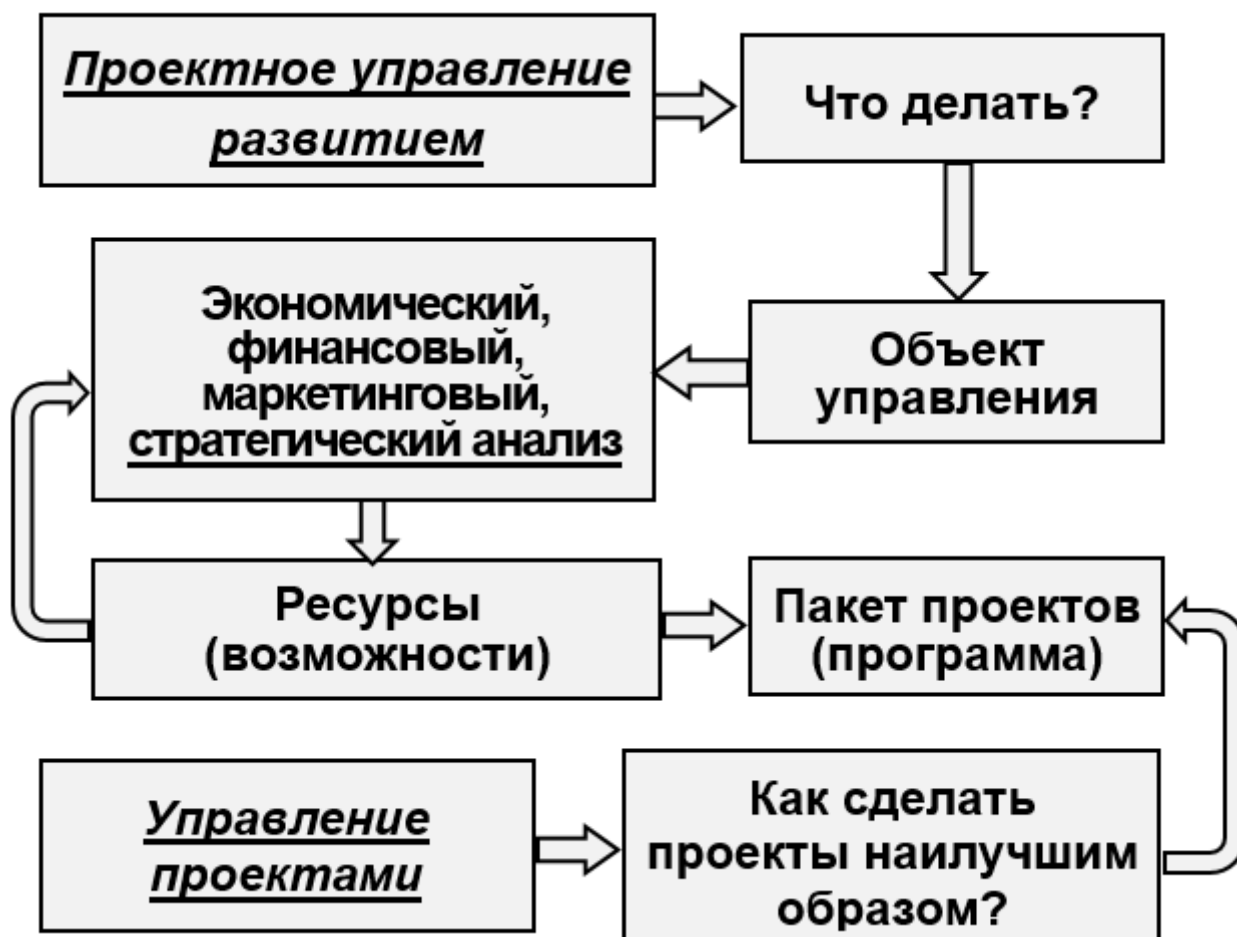 Проектное управление
развитием
Что делать?
Экономический,
финансовый,
маркетинговый,
стратегический анализ
Объект
управления
Ресурсы
(возможности)
Пакет проектов
(программа)
Управление
проектами
Как сделать
проекты наилучшим
образом?